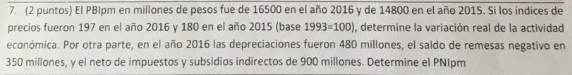 7. (2 puntos) El PBIpm en millones de pesos fue de 16500 en el año 2016 y de 14800 en el año 2015. Si los índices de
precios fueron 197 en el año 2016 y 180 en el año 2015 (base 1993=100), determine la variación real de la actividad
económica. Por otra parte, en el año 2016 las depreciaciones fueron 480 millones, el saldo de remesas negativo en
350 millones, y el neto de impuestos y subsidios indirectos de 900 millones. Determine el PNIpm